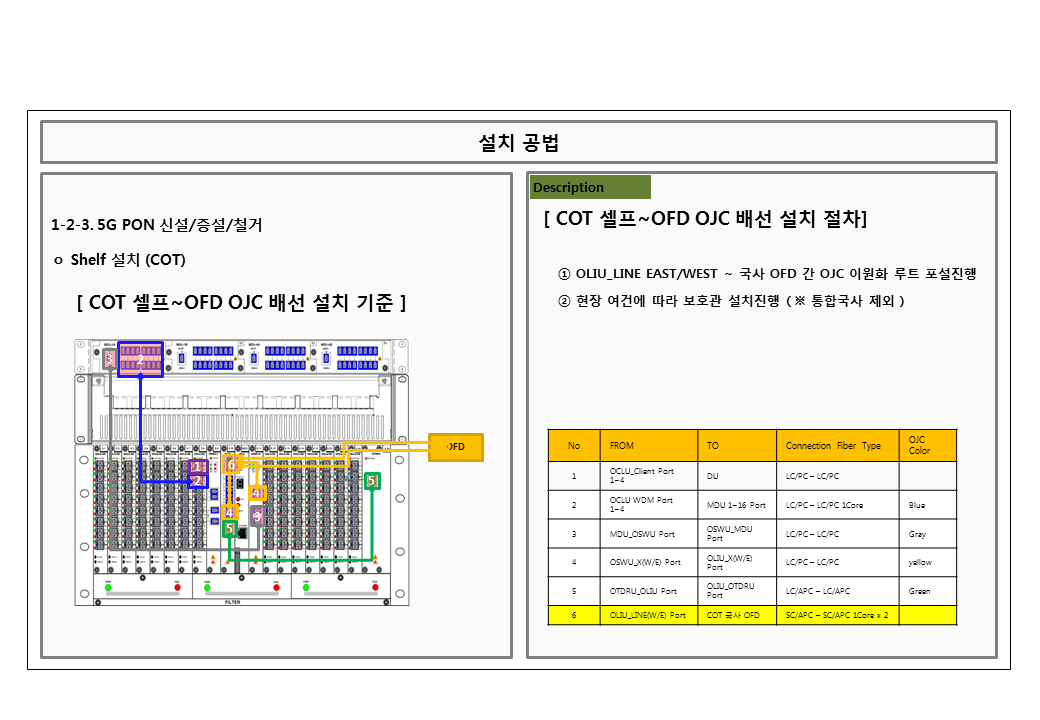 설치 공법
1-2-3. 5G PON 신설/증설/철거
ㅇ Shelf 설치 (COT)
[ COT 셀프~OFD OJC 배선 설치 기준 ]
2
1
2
6
4
4
5
5
OFD
FILTER
Description
[ COT 셀프~OFD OJC 배선 설치 절차]
① OLIU_LINE EAST/WEST ~ 국사 OFD 간 OJC 이원화 루트 포설진행
② 현장 여건에 따라 보호관 설치진행 ( ※ 통합국사 제외 )
No FROM TO Connection Fiber Type OJC
Color
1 OCLU_Client Port
1~4 DU LC/PC – LC/PC
2 OCLU WDM Port
1~4 MDU 1~16 Port LC/PC – LC/PC 1Core Blue
3 MDU_OSWU Port OSWU_MDU
Port LC/PC – LC/PC Gray
4 OSWU_X(W/E) Port OLIU_X(W/E)
Port LC/PC – LC/PC yellow
5 OTDRU_OLIU Port OLIU_OTDRU
Port LC/APC – LC/APC Green
6 OLIU_LINE(W/E) Port COT 국사 OFD SC/APC – SC/APC 1Core x 2